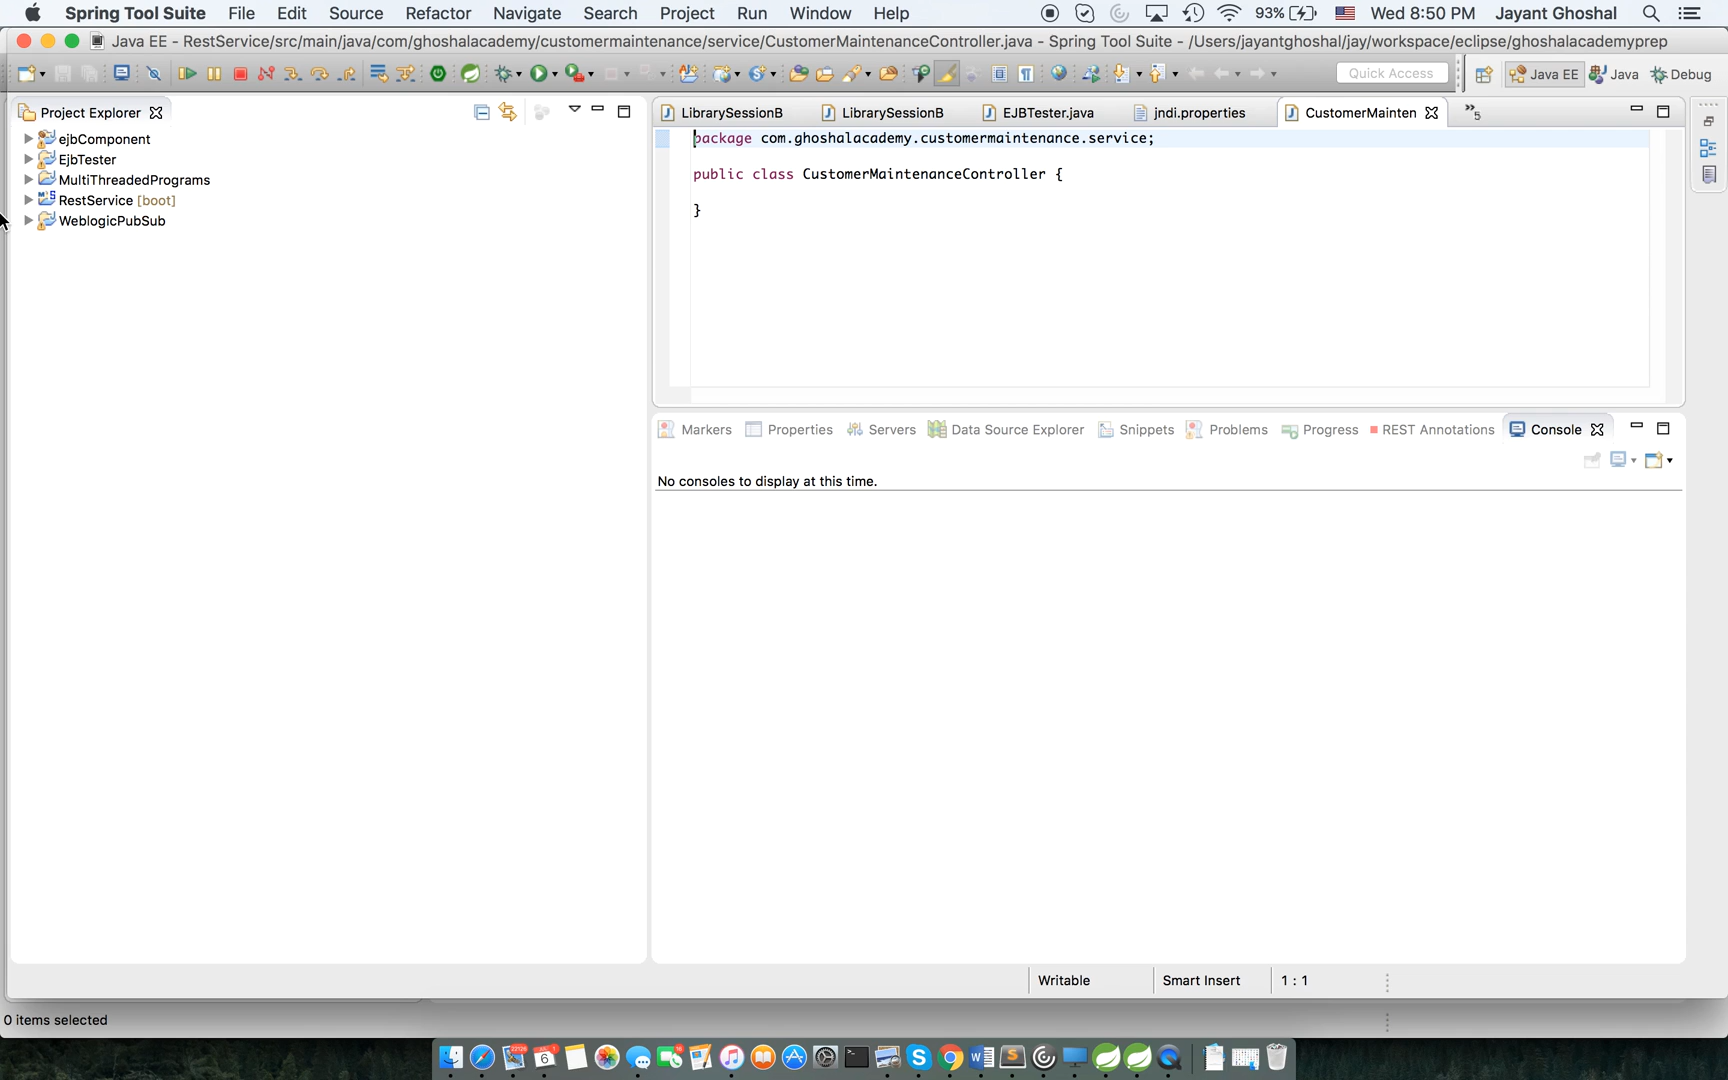 Spring Tool Suite File Edit Source Refactor Navigate Search Project Run Window Help 93% Wed 8:50 PM Jayant Ghoshal
Java EE - RestService/src/main/java/com/ghoshalacademy/customermaintenance/service/CustomerMaintenanceController.java - Spring Tool Suite - /Users/jayantghoshal/jay/workspace/eclipse/ghoshalacademyprep
Quick Access Java EE Java Debug
Project Explorer
ejbComponent
EjbTester
MultiThreadedPrograms
RestService [boot]
WeblogicPubSub
LibrarySessionB LibrarySessionB EJBTester.java jndi.properties CustomerMainten »5
package com.ghoshalacademy.customermaintenance.service;
public class CustomerMaintenanceController {
}
Markers Properties Servers Data Source Explorer Snippets Problems Progress REST Annotations Console
No consoles to display at this time.
Writable Smart Insert 1 : 1
0 items selected